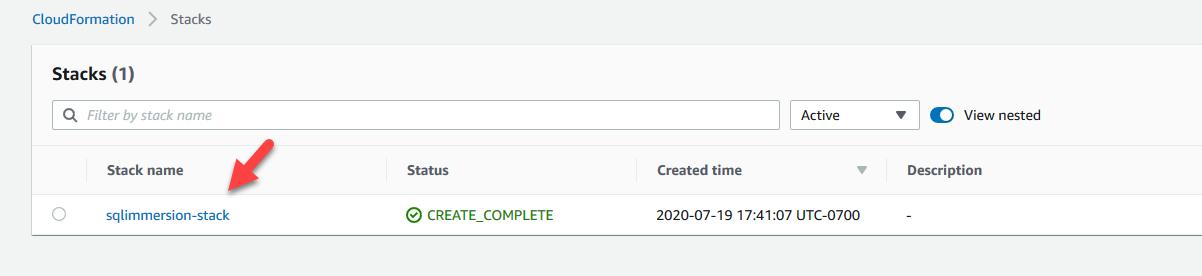 CloudFormation > Stacks
Stacks (1)
Filter by stack name Active View nested
Stack name Status Created time Description
sqlimmersion-stack CREATE_COMPLETE 2020-07-19 17:41:07 UTC-0700 -